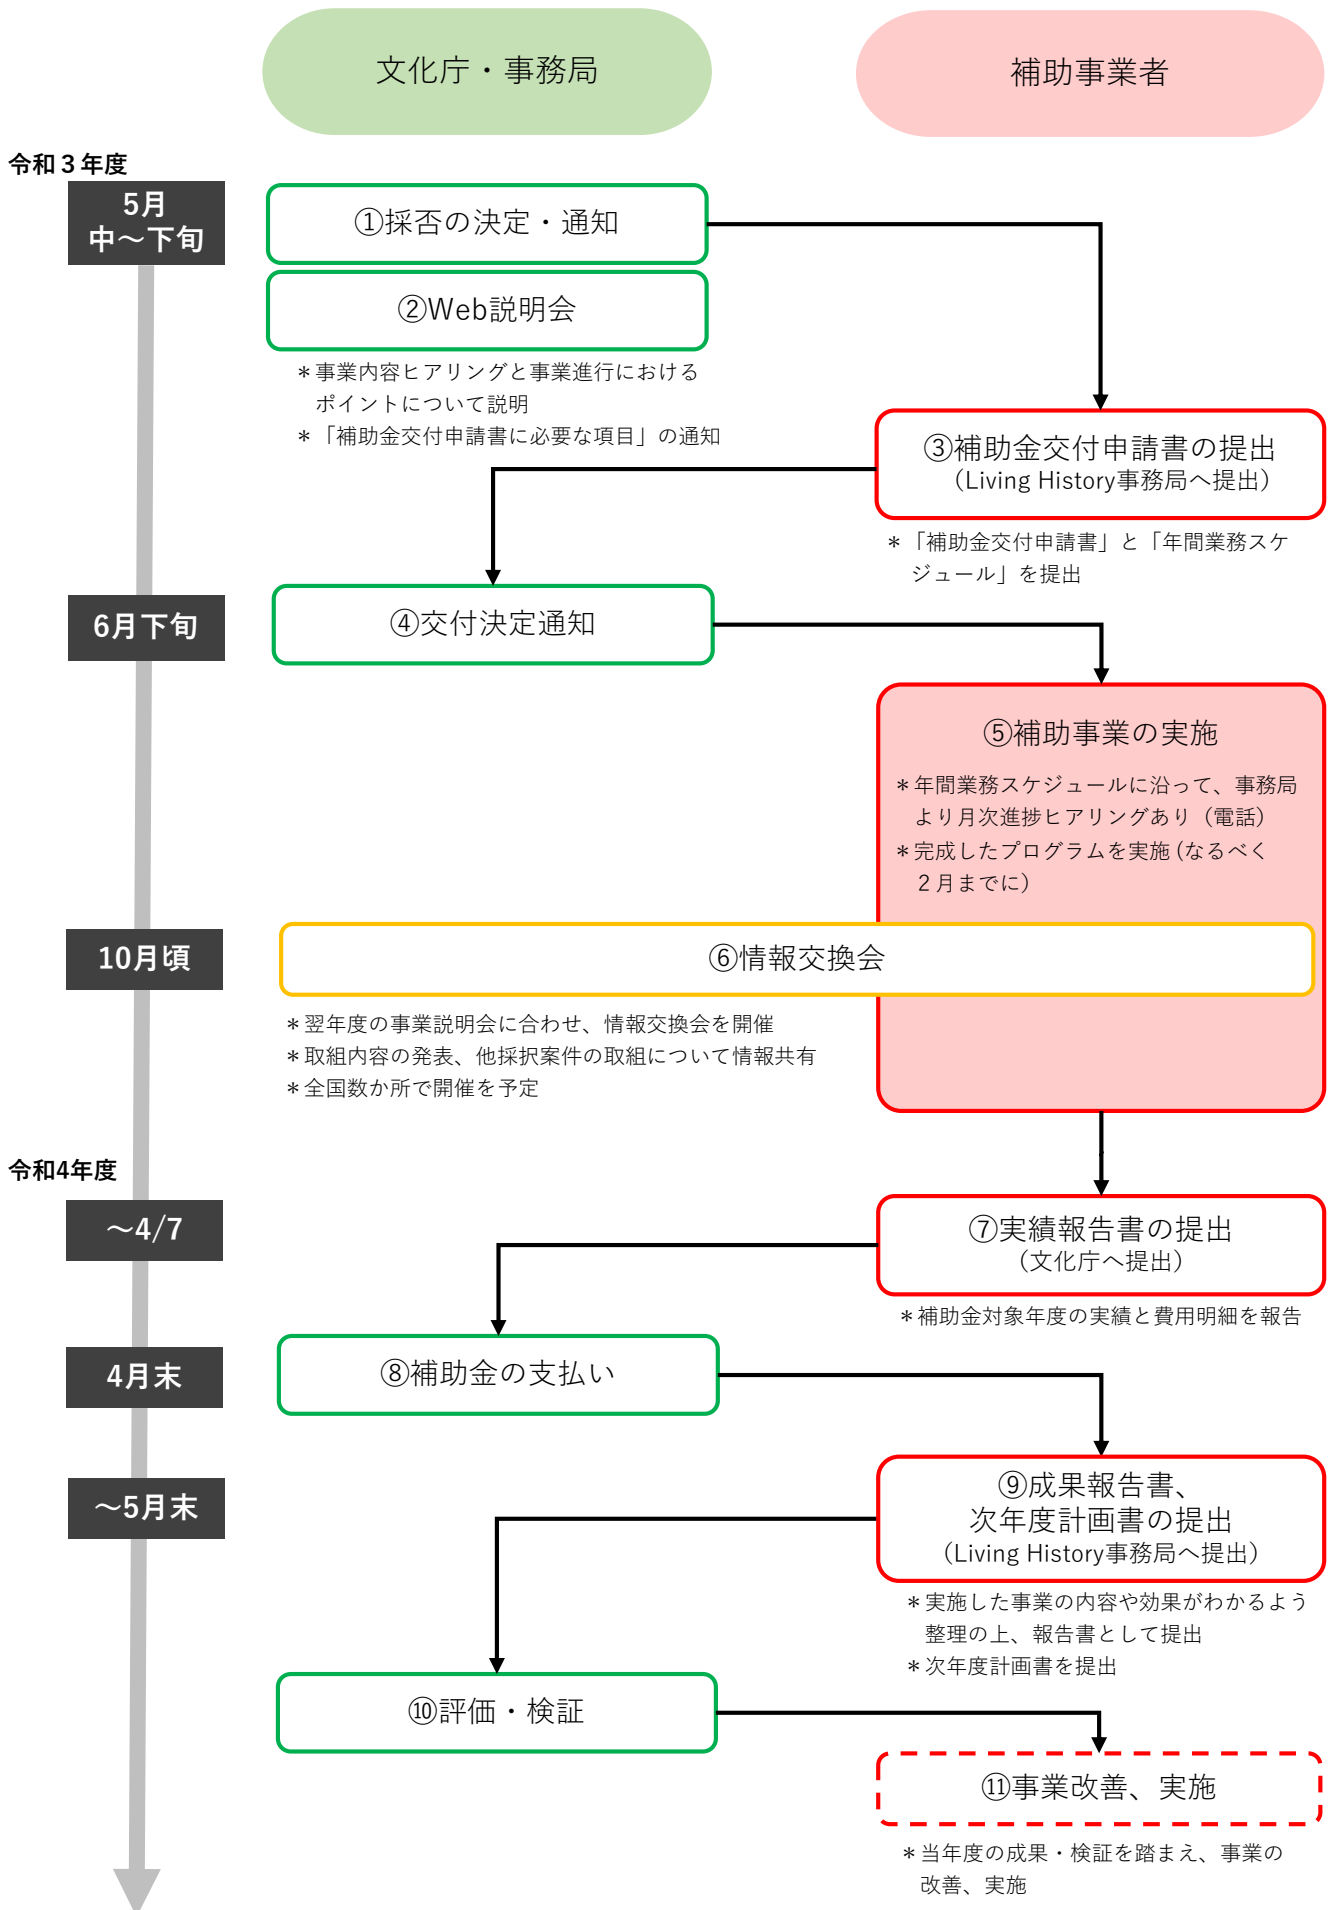 文化庁・事務局
補助事業者
令和３年度
5月
中～下旬
①採否の決定・通知
②Web説明会
＊事業内容ヒアリングと事業進行における
ポイントについて説明
＊「補助金交付申請書に必要な項目」の通知
③補助金交付申請書の提出
（Living History事務局へ提出）
＊「補助金交付申請書」と「年間業務スケ
ジュール」を提出
6月下旬
④交付決定通知
⑤補助事業の実施
＊年間業務スケジュールに沿って、事務局
より月次進捗ヒアリングあり（電話）
＊完成したプログラムを実施(なるべく
２月までに）
10月頃
⑥情報交換会
＊翌年度の事業説明会に合わせ、情報交換会を開催
＊取組内容の発表、他採択案件の取組について情報共有
＊全国数か所で開催を予定
令和4年度
～4/7
⑦実績報告書の提出
（文化庁へ提出）
＊補助金対象年度の実績と費用明細を報告
4月末
⑧補助金の支払い
～5月末
⑨成果報告書、
次年度計画書の提出
（Living History事務局へ提出）
＊実施した事業の内容や効果がわかるよう
整理の上、報告書として提出
＊次年度計画書を提出
⑩評価・検証
⑪事業改善、実施
＊当年度の成果・検証を踏まえ、事業の
改善、実施